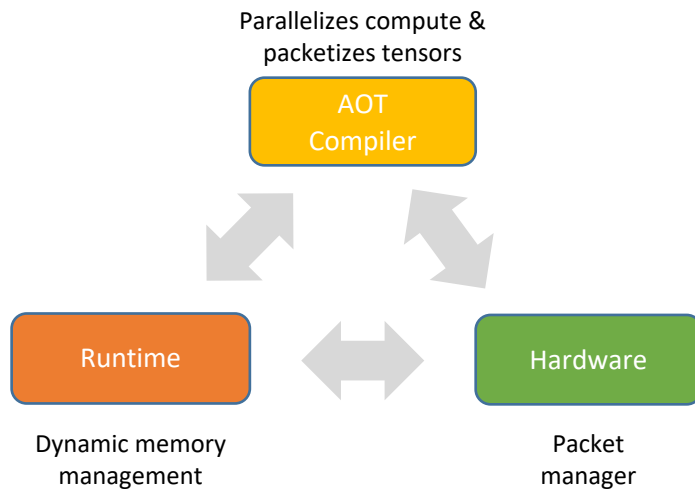 Parallelizes compute &
packetizes tensors
AOT
Compiler
Runtime
Hardware
Dynamic memory
management
Packet
manager